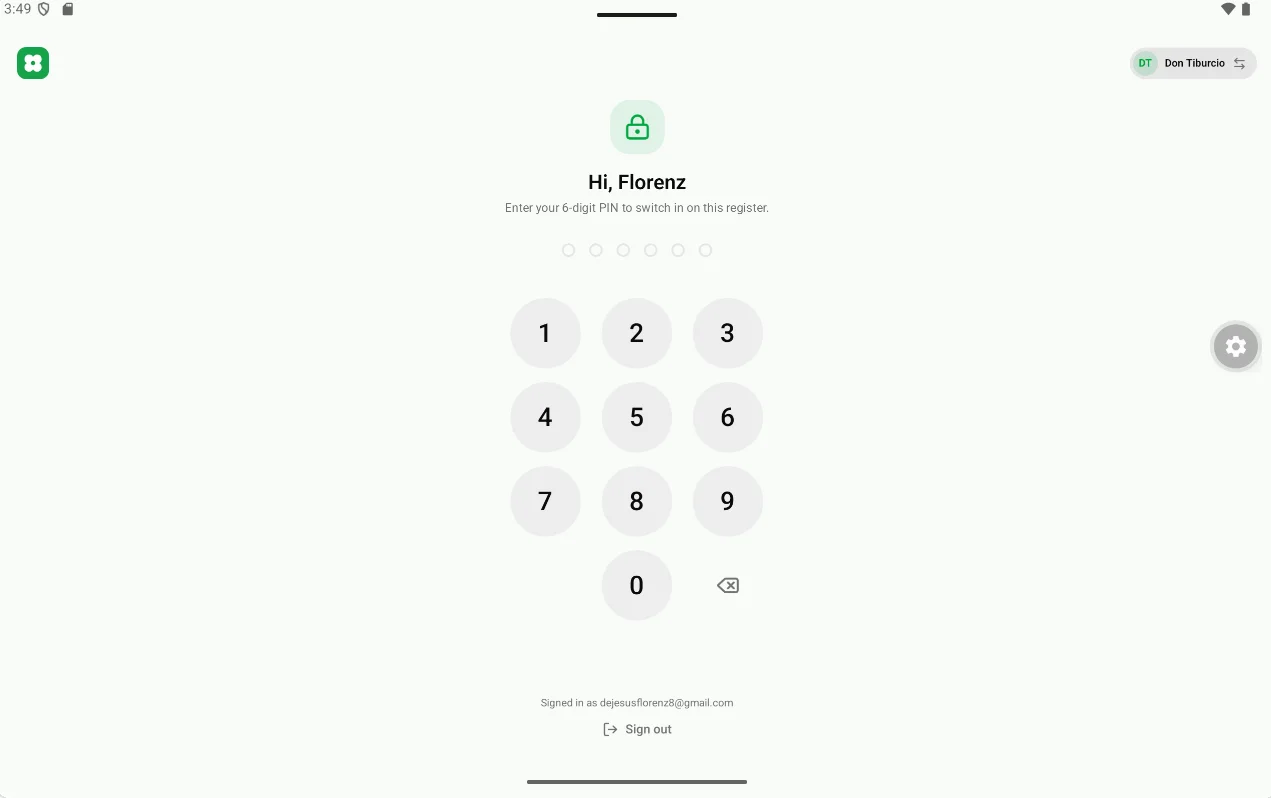 3:49
DT Don Tiburcio
Hi, Florenz
Enter your 6-digit PIN to switch in on this register.
1 2 3
4 5 6
7 8 9
0
Signed in as dejesusflorenz8@gmail.com
Sign out